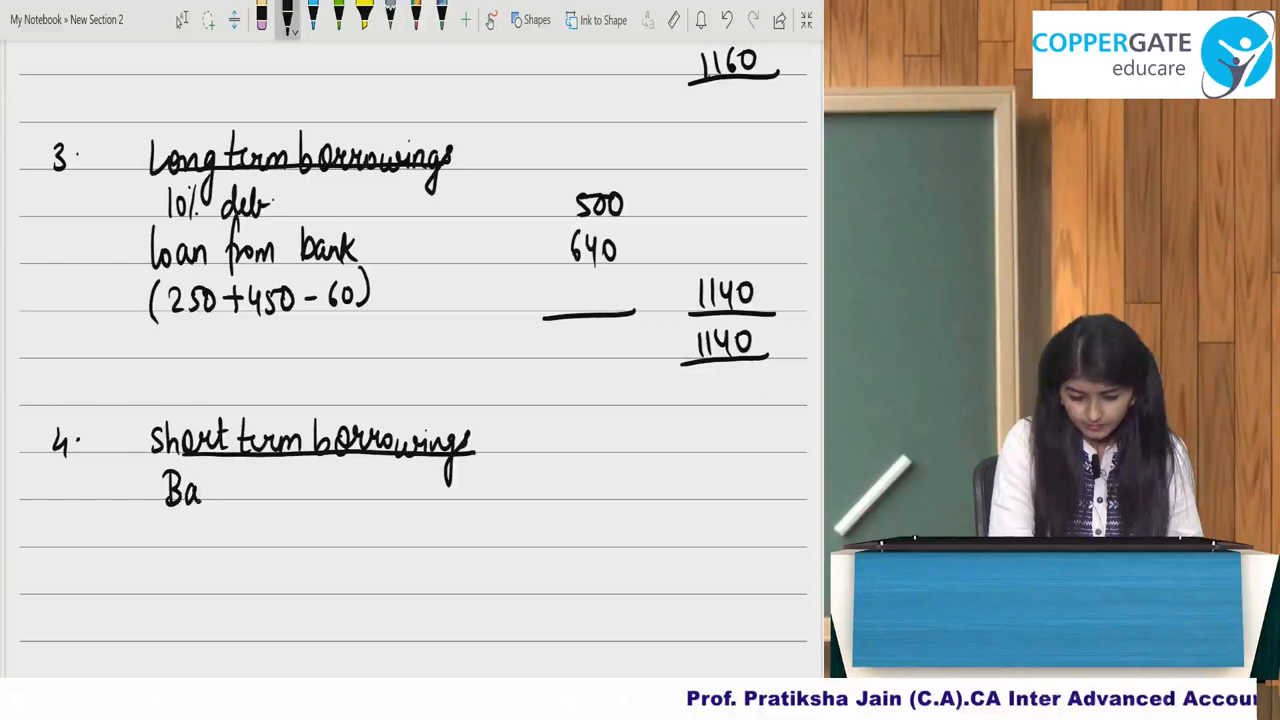 My Notebook » New Section 2
Shapes
Ink to Shape
COPPERGATE
educare
1160
3. Long term borrowings
10% deb. 500
loan from bank 640
(250+450-60) 1140
1140
4. Short term borrowings
Ba
Prof. Pratiksha Jain (C.A).CA Inter Advanced Accou